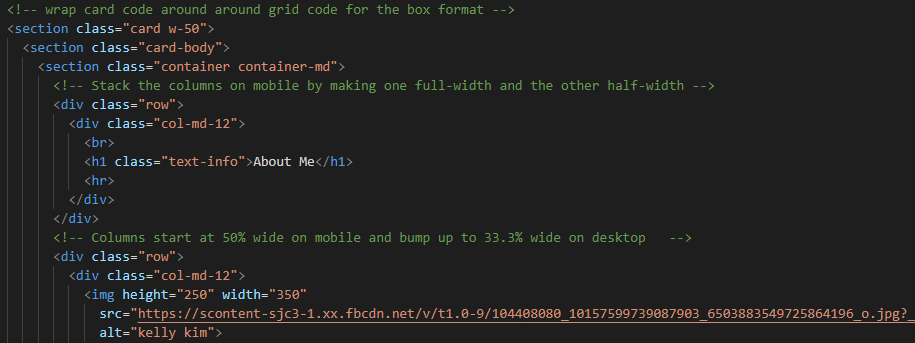 <!-- wrap card code around around grid code for the box format -->
<section class="card w-50">
<section class="card-body">
<section class="container container-md">
<!-- Stack the columns on mobile by making one full-width and the other half-width -->
<div class="row">
<div class="col-md-12">
<br>
<h1 class="text-info">About Me</h1>
<hr>
</div>
</div>
<!-- Columns start at 50% wide on mobile and bump up to 33.3% wide on desktop   -->
<div class="row">
<div class="col-md-12">
<img height="250" width="350"
src="https://scontent-sjc3-1.xx.fbcdn.net/v/t1.0-9/104408080_10157599739087903_6503883549725864196_o.jpg?_
alt="kelly kim">